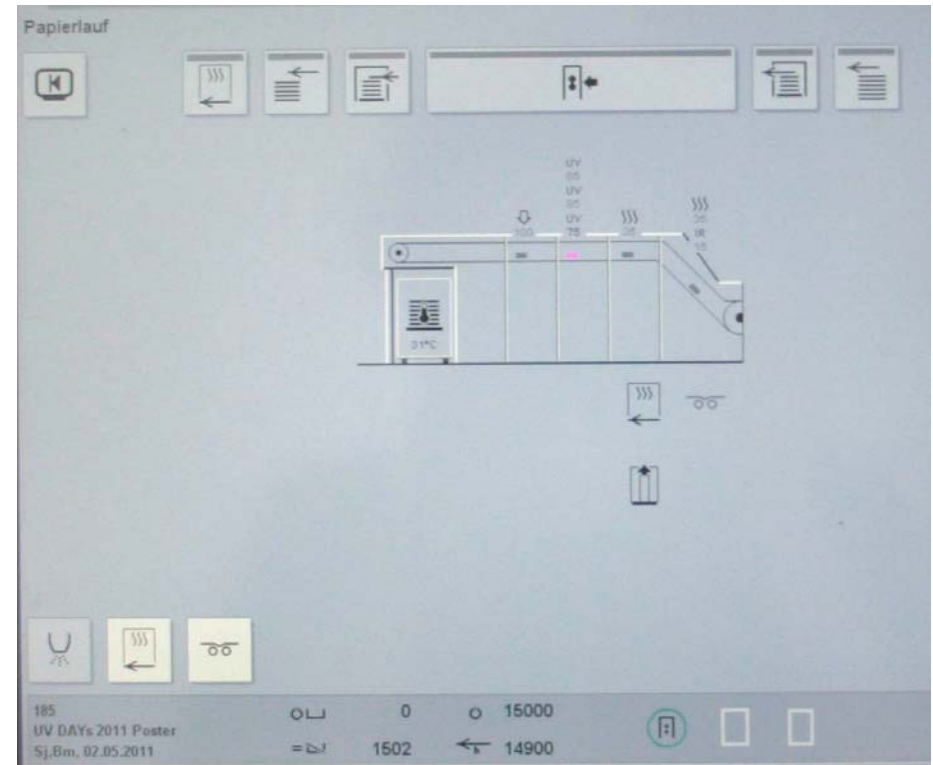 Papierlauf
UV
UV
UV
75
IR
31°C
185
0
15000
UV DAYs 2011 Poster
Sj,Bm, 02.05.2011
1502
14900